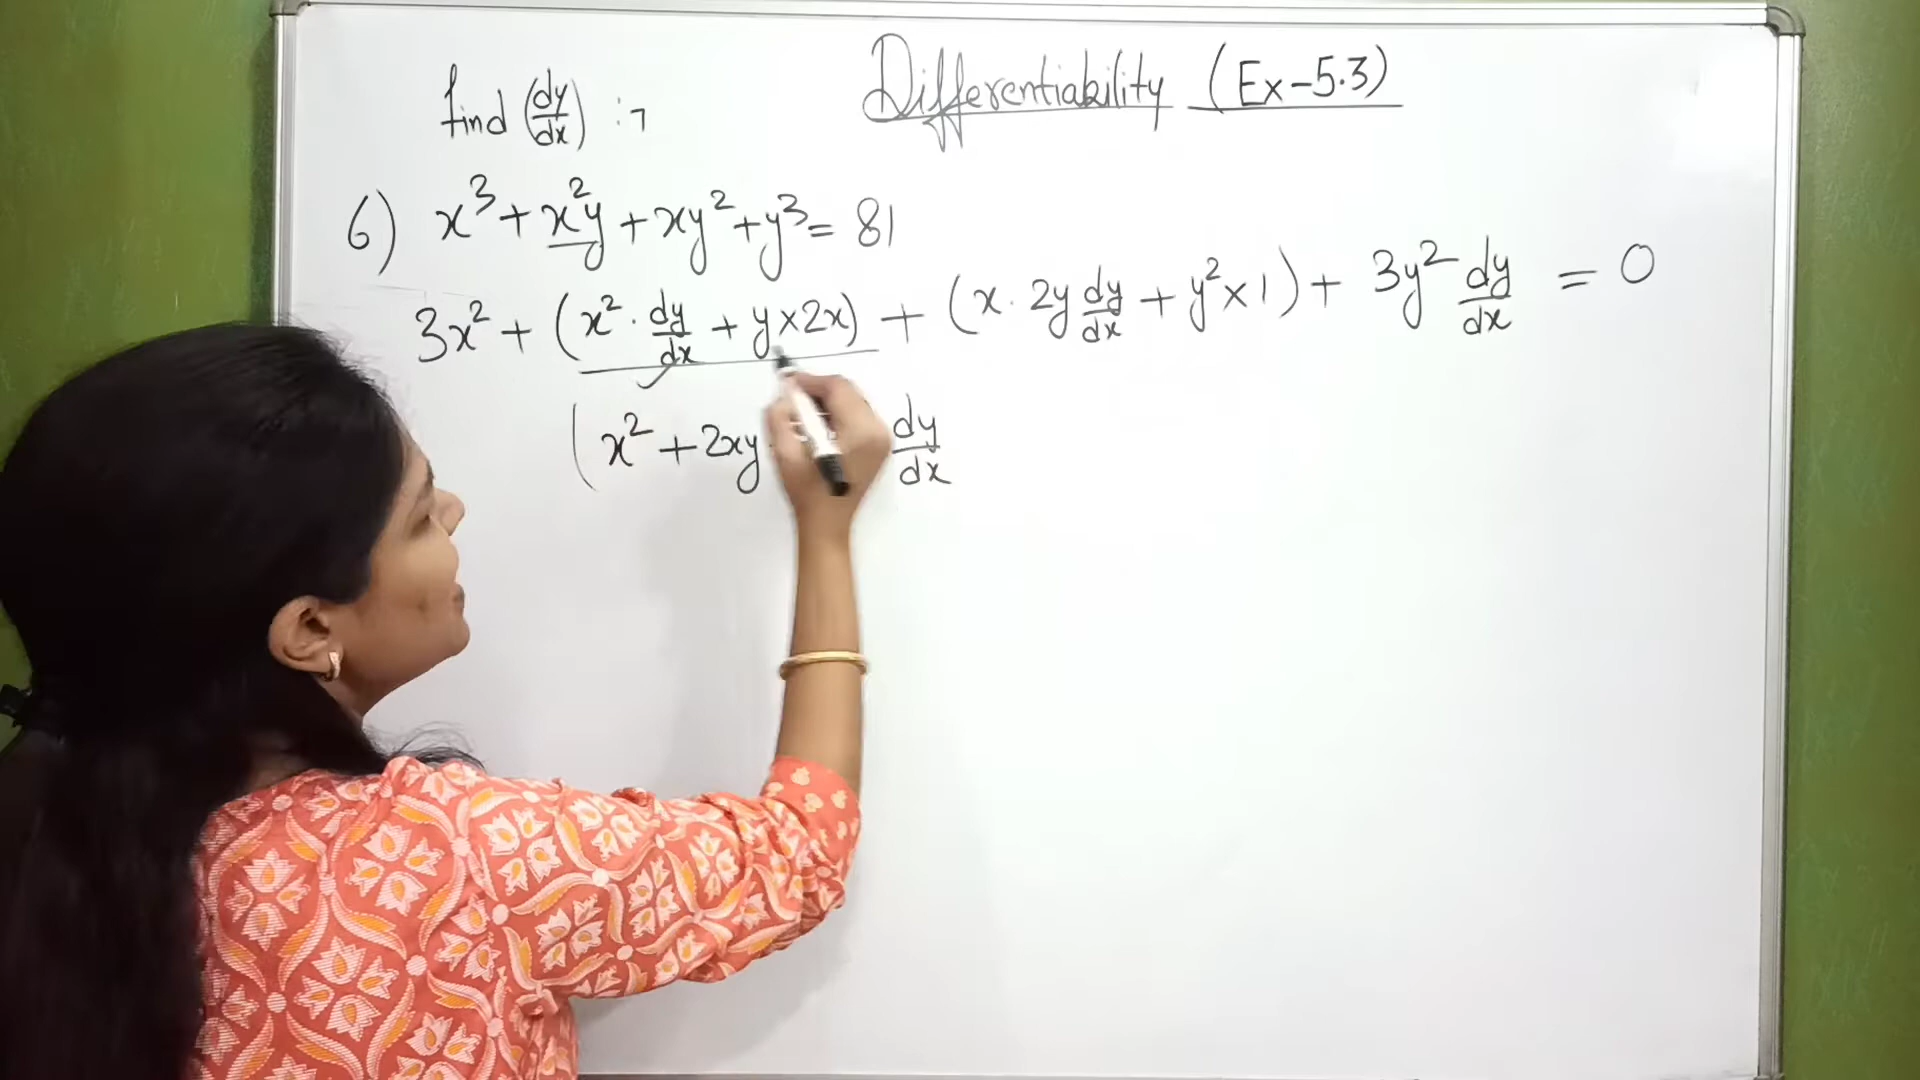 find (dy/dx) :-
Differentiability (Ex-5.3)
6) x³ + x²y + xy² + y³ = 81
3x² + (x² · dy/dx + y×2x) + (x · 2y dy/dx + y²×1) + 3y² dy/dx = 0
(x² + 2xy dy/dx